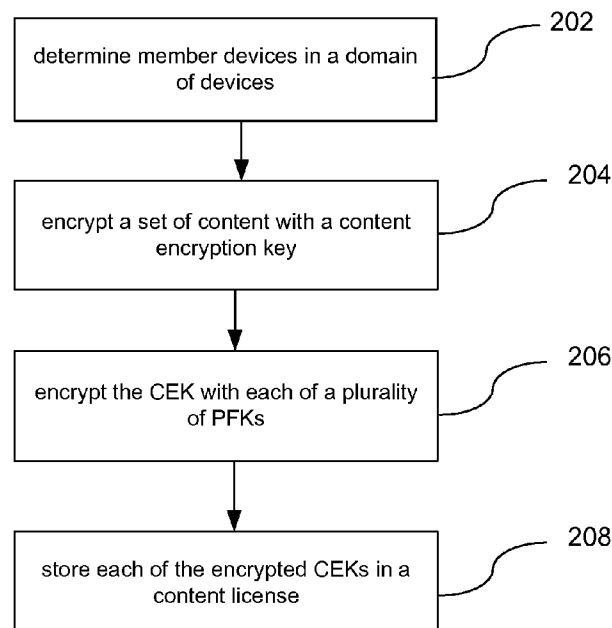 202
determine member devices in a domain
of devices
204
encrypt a set of content with a content
encryption key
206
encrypt the CEK with each of a plurality
of PFKs
208
store each of the encrypted CEKs in a
content license